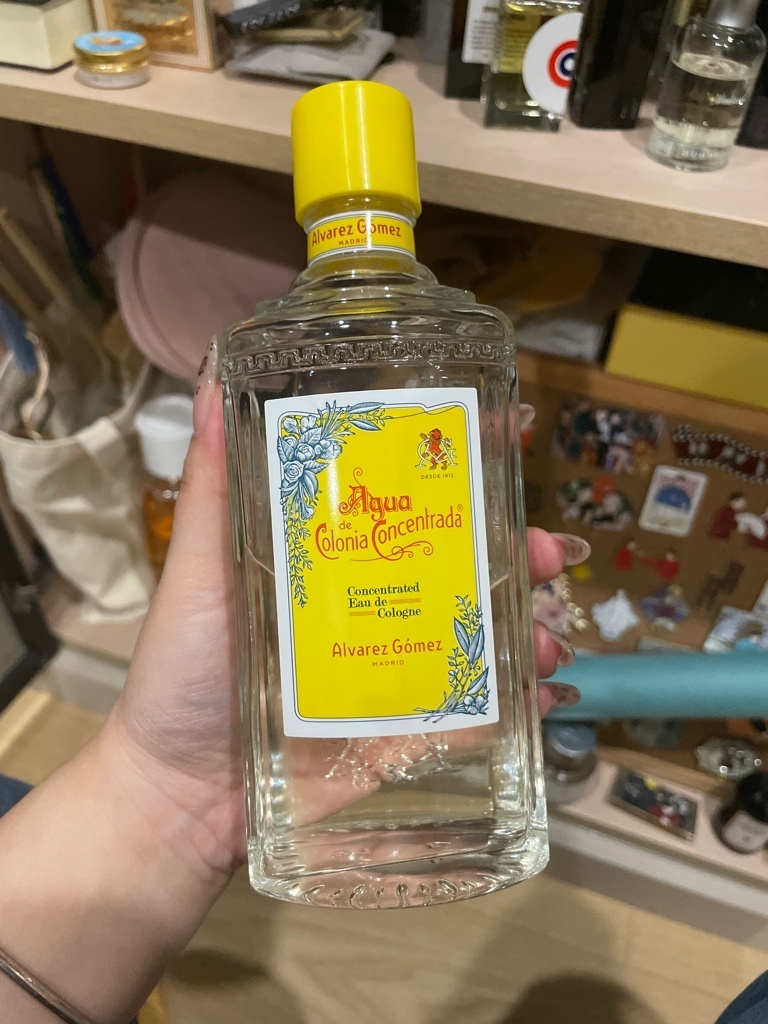 Alvarez Gómez
MADRID
DESDE 1912
Agua
de
Colonia Concentrada®
Concentrated
Eau de
Cologne
Alvarez Gómez
MADRID